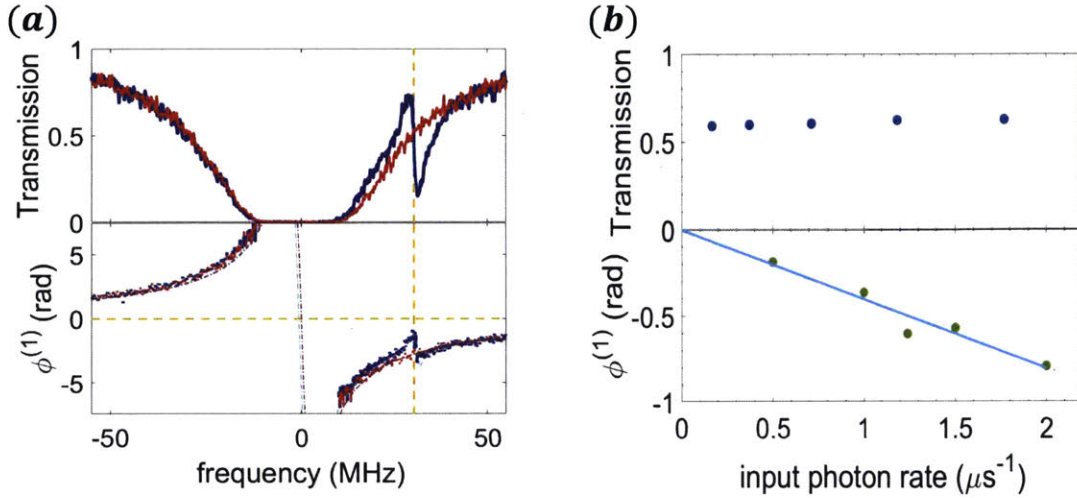 (a)
Transmission
1
0.5
0
ϕ(1) (rad)
5
0
-5
-50
0
50
frequency (MHz)
(b)
Transmission
1
0.5
0
ϕ(1) (rad)
-0.5
-1
0
0.5
1
1.5
2
input photon rate (μs-1)